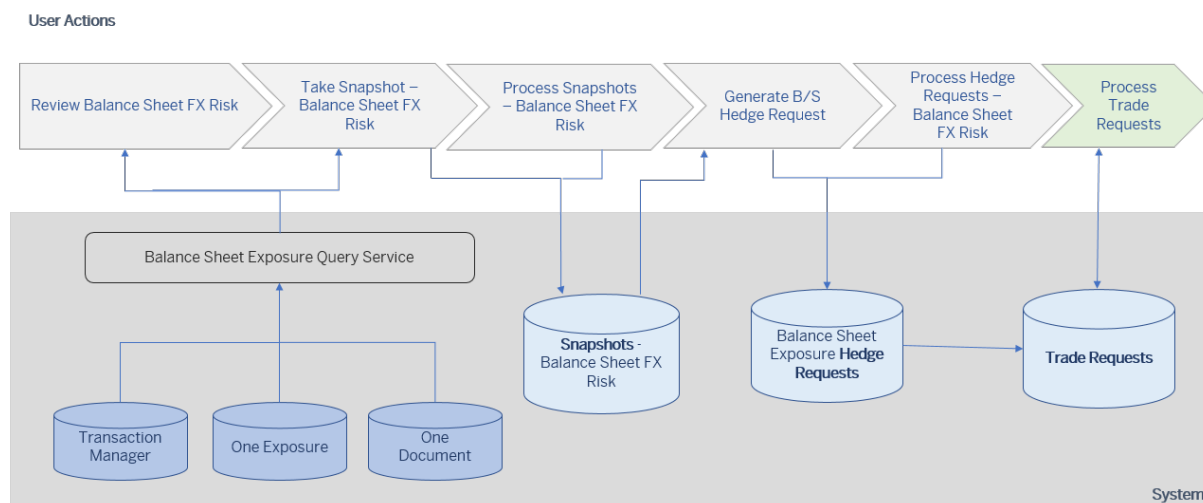 User Actions
Review Balance Sheet FX Risk
Take Snapshot –
Balance Sheet FX
Risk
Process Snapshots
– Balance Sheet FX
Risk
Generate B/S
Hedge Request
Process Hedge
Requests –
Balance Sheet
FX Risk
Process
Trade
Requests
Balance Sheet Exposure Query Service
Snapshots -
Balance Sheet FX
Risk
Balance Sheet
Exposure Hedge
Requests
Trade Requests
Transaction
Manager
One Exposure
One
Document
System